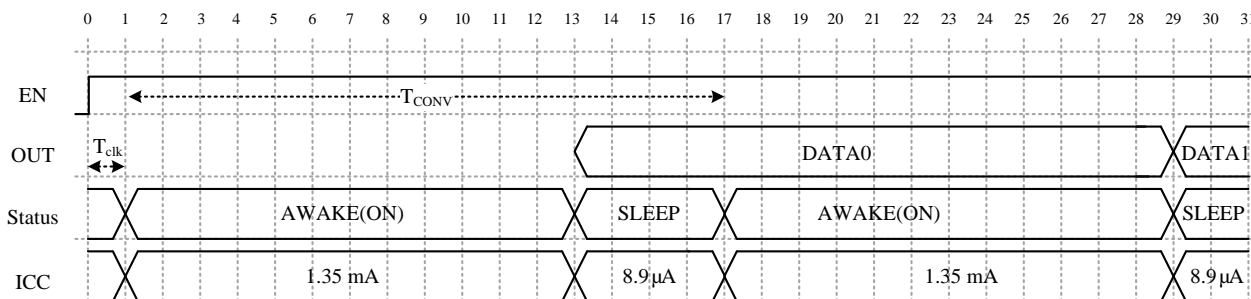 0 1 2 3 4 5 6 7 8 9 10 11 12 13 14 15 16 17 18 19 20 21 22 23 24 25 26 27 28 29 30 31
EN TCONV
OUT Tclk DATA0 DATA1
Status AWAKE(ON) SLEEP AWAKE(ON) SLEEP
ICC 1.35 mA 8.9µA 1.35 mA 8.9µA